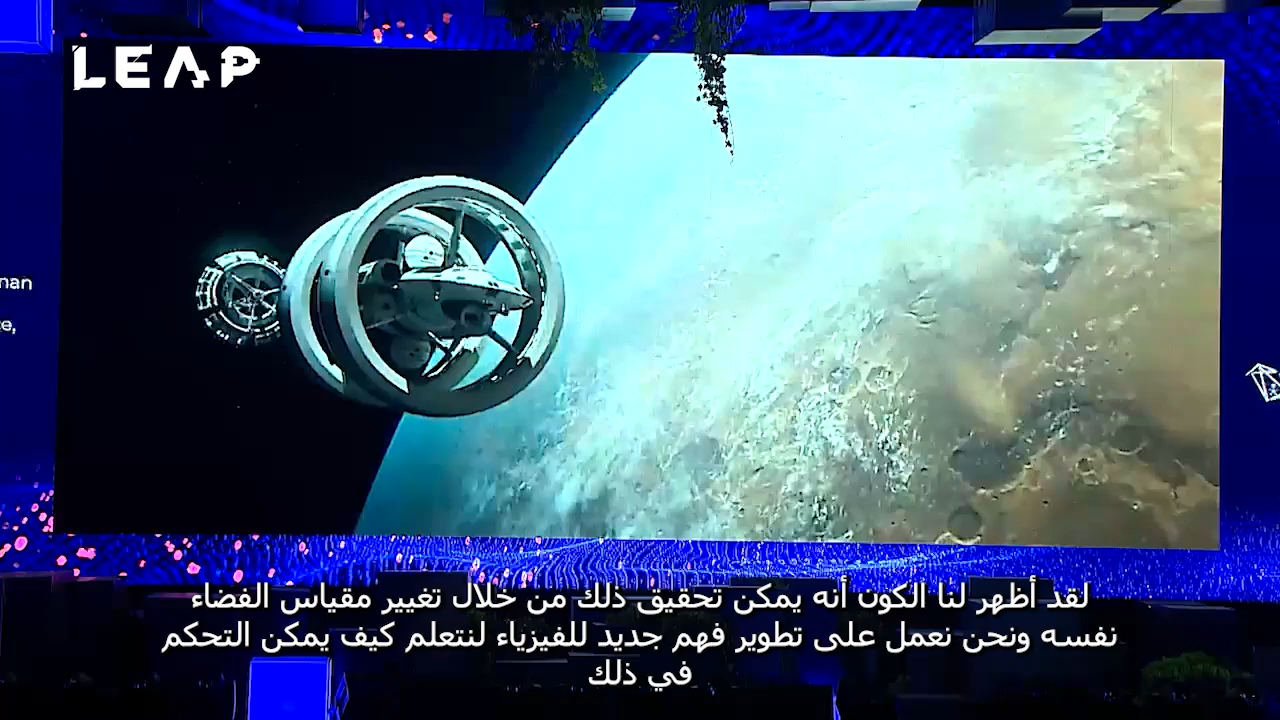 LEAP
لقد أظهر لنا الكون أنه يمكن تحقيق ذلك من خلال تغيير مقياس الفضاء
نفسه ونحن نعمل على تطوير فهم جديد للفيزياء لنتعلم كيف يمكن التحكم
في ذلك